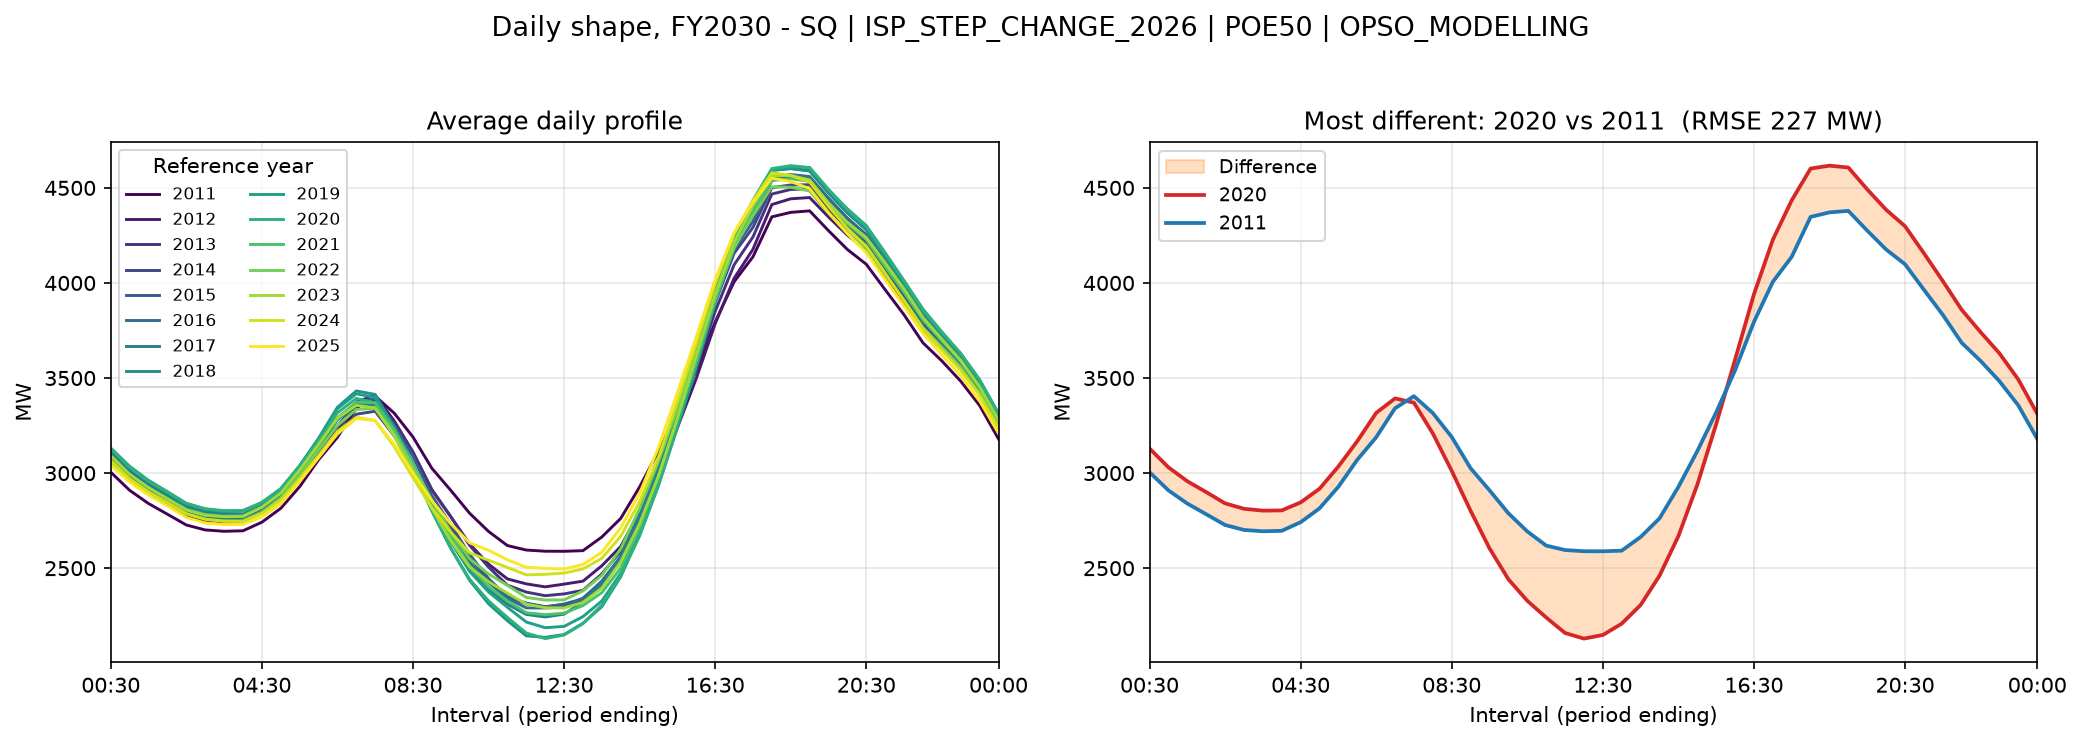 Daily shape, FY2030 - SQ | ISP_STEP_CHANGE_2026 | POE50 | OPSO_MODELLING
Average daily profile
MW
4500
4000
3500
3000
2500
Reference year
2011
2012
2013
2014
2015
2016
2017
2018
2019
2020
2021
2022
2023
2024
2025
00:30 04:30 08:30 12:30 16:30 20:30 00:00
Interval (period ending)
Most different: 2020 vs 2011 (RMSE 227 MW)
MW
4500
4000
3500
3000
2500
Difference
2020
2011
00:30 04:30 08:30 12:30 16:30 20:30 00:00
Interval (period ending)